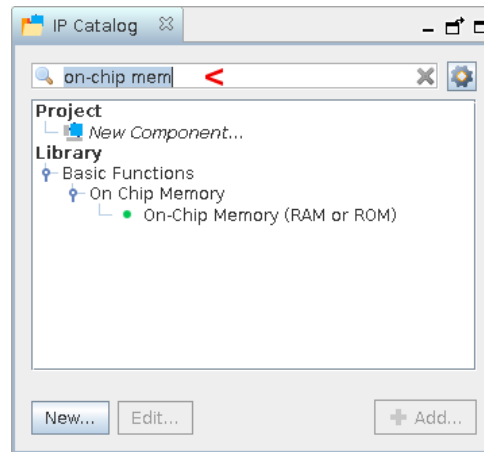 IP Catalog
on-chip mem <
Project
New Component...
Library
Basic Functions
On Chip Memory
On-Chip Memory (RAM or ROM)
New... Edit... Add...